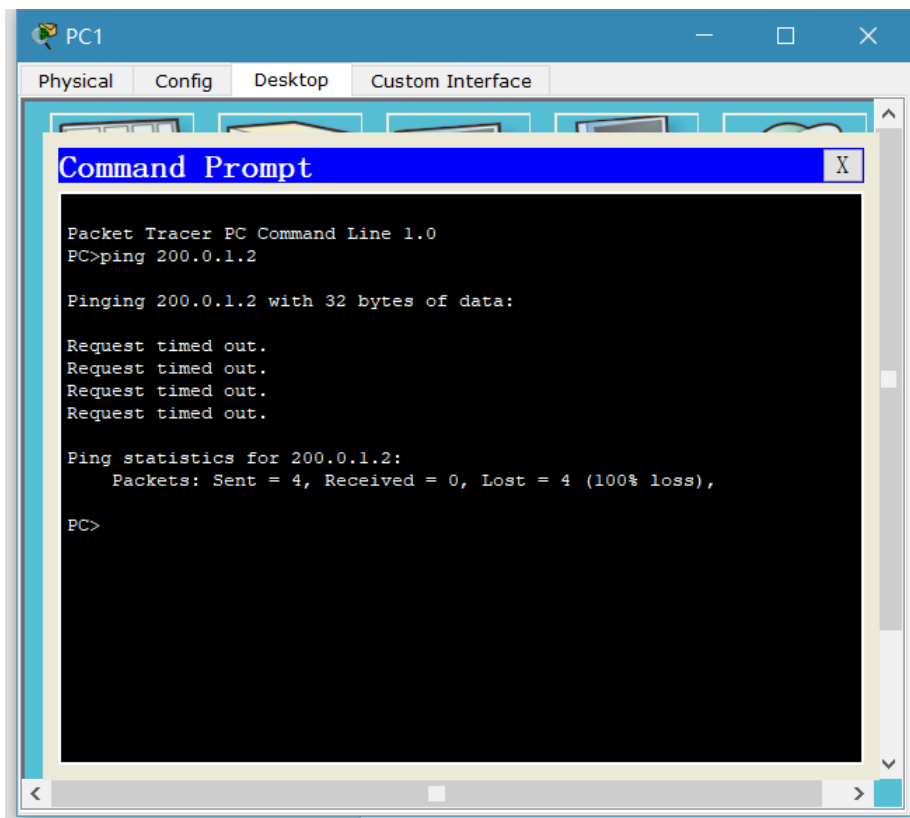 PC1
Physical Config Desktop Custom Interface
Command Prompt
X
Packet Tracer PC Command Line 1.0
PC>ping 200.0.1.2
Pinging 200.0.1.2 with 32 bytes of data:
Request timed out.
Request timed out.
Request timed out.
Request timed out.
Ping statistics for 200.0.1.2:
Packets: Sent = 4, Received = 0, Lost = 4 (100% loss),
PC>